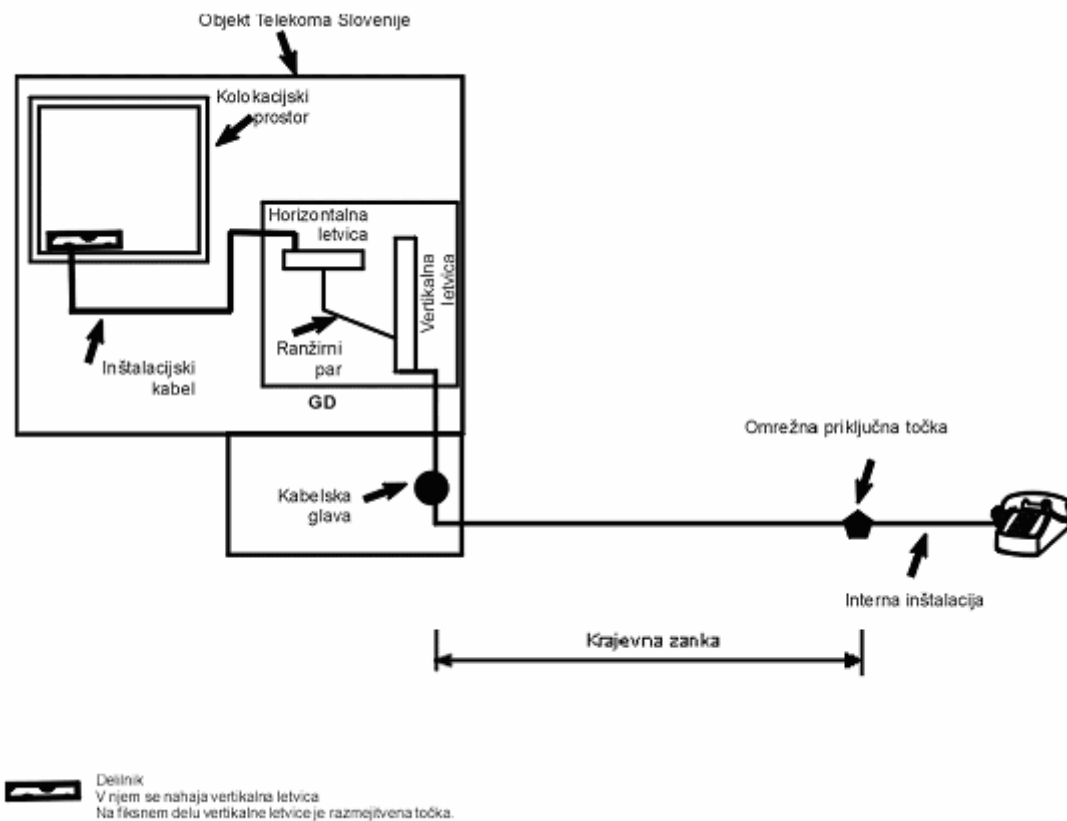 Objekt Telekoma Slovenije
Kolokacijski
prostor
Horizontalna
letvica
Vertikalna
letvica
Ranžirni
par
Inštalacijski
kabel
GD
Omrežna priključna točka
Kabelska
glava
Interna inštalacija
Krajevna zanka
Delilnik
V njem se nahaja vertikalna letvica
Na fiksnem delu vertikalne letvice je razmejitvena točka.